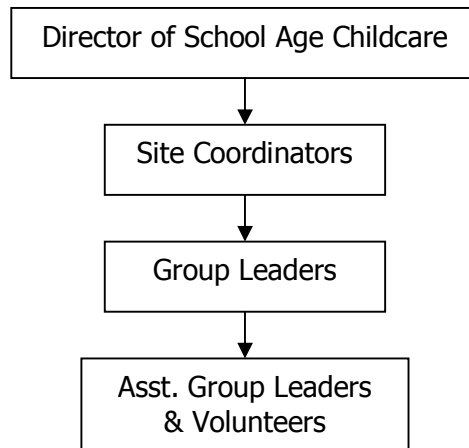 Director of School Age Childcare
Site Coordinators
Group Leaders
Asst. Group Leaders
& Volunteers